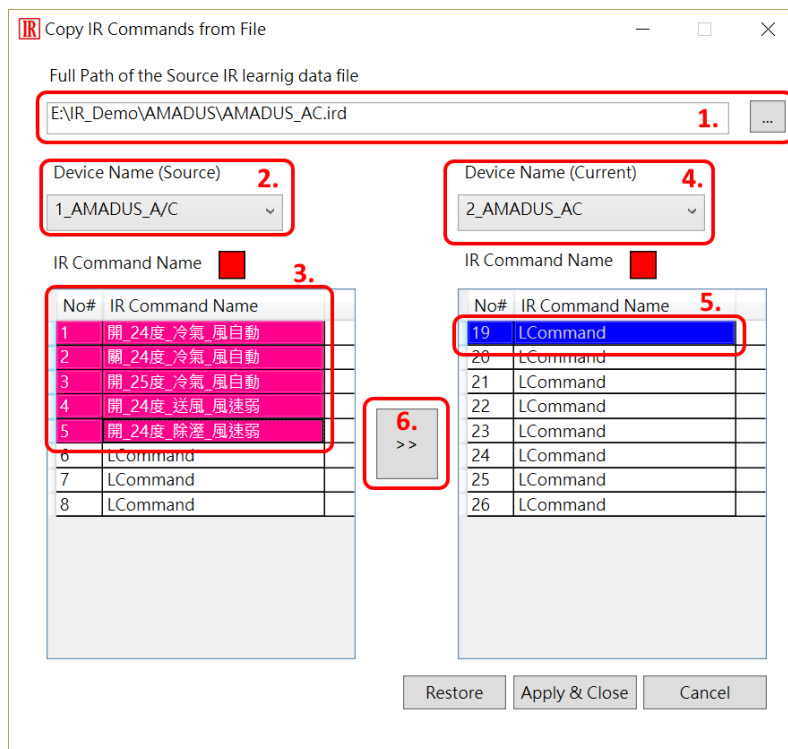 IR Copy IR Commands from File
Full Path of the Source IR learnig data file
E:\IR_Demo\AMADUS\AMADUS_AC.ird 1. ...
Device Name (Source) 2. Device Name (Current) 4.
1_AMADUS_A/C 2_AMADUS_AC
IR Command Name 3. IR Command Name
No# IR Command Name No# IR Command Name 5.
1 開_24度_冷氣_風自動 19 LCommand
2 關_24度_冷氣_風自動 20 LCommand
3 開_25度_冷氣_風自動 21 LCommand
4 開_24度_送風_風速弱 22 LCommand
5 開_24度_除溼_風速弱 6. 23 LCommand
6 LCommand >> 24 LCommand
7 LCommand 25 LCommand
8 LCommand 26 LCommand
Restore Apply & Close Cancel